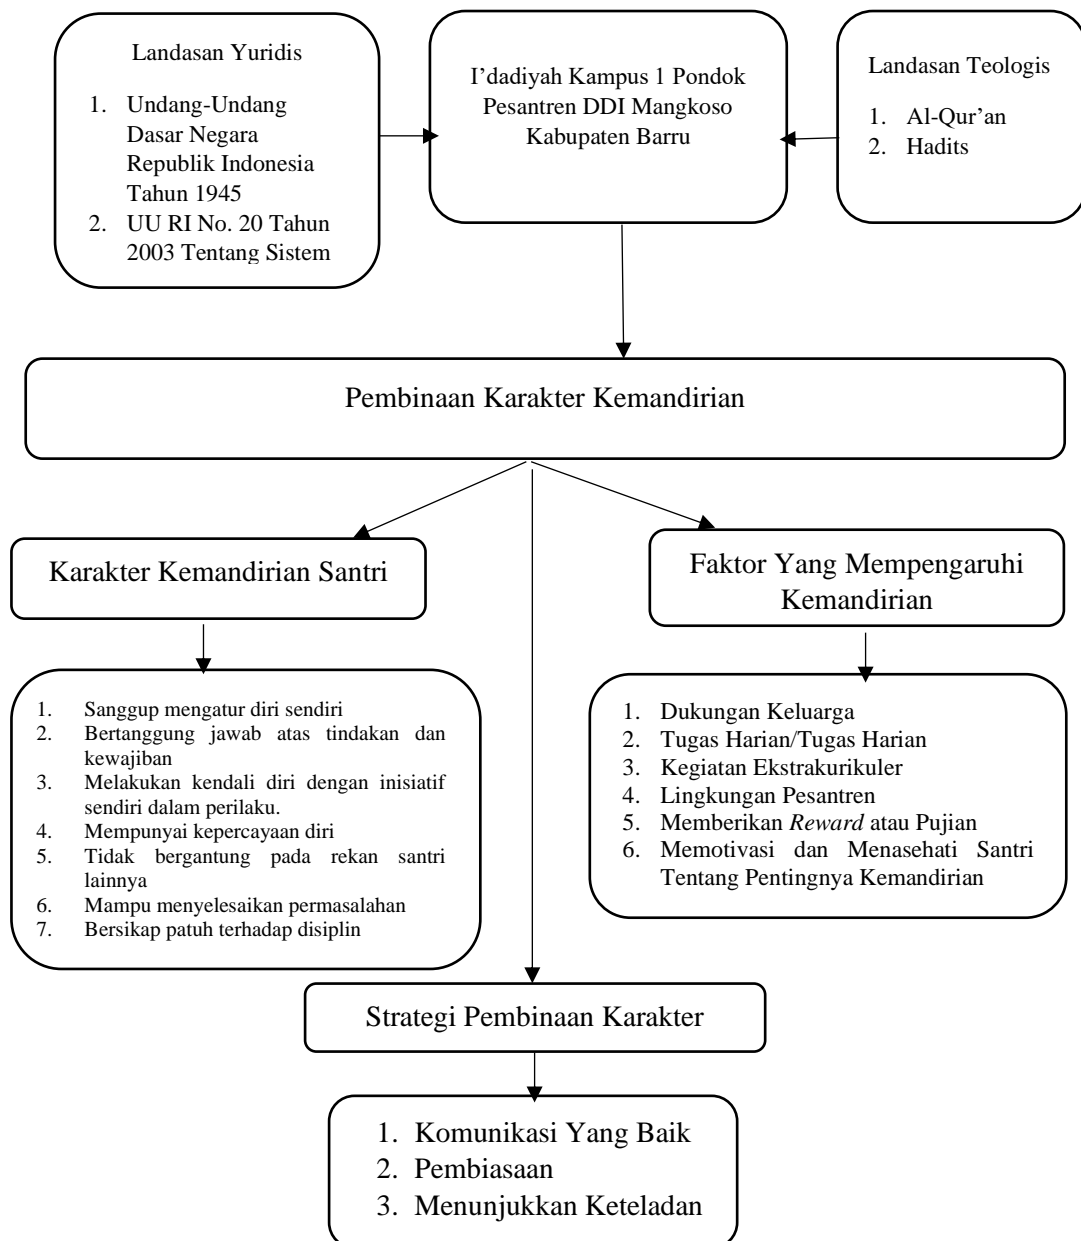 Landasan Yuridis
1. Undang-Undang
Dasar Negara
Republik Indonesia
Tahun 1945
2. UU RI No. 20 Tahun
2003 Tentang Sistem
I’dadiyah Kampus 1 Pondok
Pesantren DDI Mangkoso
Kabupaten Barru
Landasan Teologis
1. Al-Qur’an
2. Hadits
Pembinaan Karakter Kemandirian
Karakter Kemandirian Santri
Faktor Yang Mempengaruhi
Kemandirian
1. Sanggup mengatur diri sendiri
2. Bertanggung jawab atas tindakan dan
kewajiban
3. Melakukan kendali diri dengan inisiatif
sendiri dalam perilaku.
4. Mempunyai kepercayaan diri
5. Tidak bergantung pada rekan santri
lainnya
6. Mampu menyelesaikan permasalahan
7. Bersikap patuh terhadap disiplin
1. Dukungan Keluarga
2. Tugas Harian/Tugas Harian
3. Kegiatan Ekstrakurikuler
4. Lingkungan Pesantren
5. Memberikan Reward atau Pujian
6. Memotivasi dan Menasehati Santri
Tentang Pentingnya Kemandirian
Strategi Pembinaan Karakter
1. Komunikasi Yang Baik
2. Pembiasaan
3. Menunjukkan Keteladan